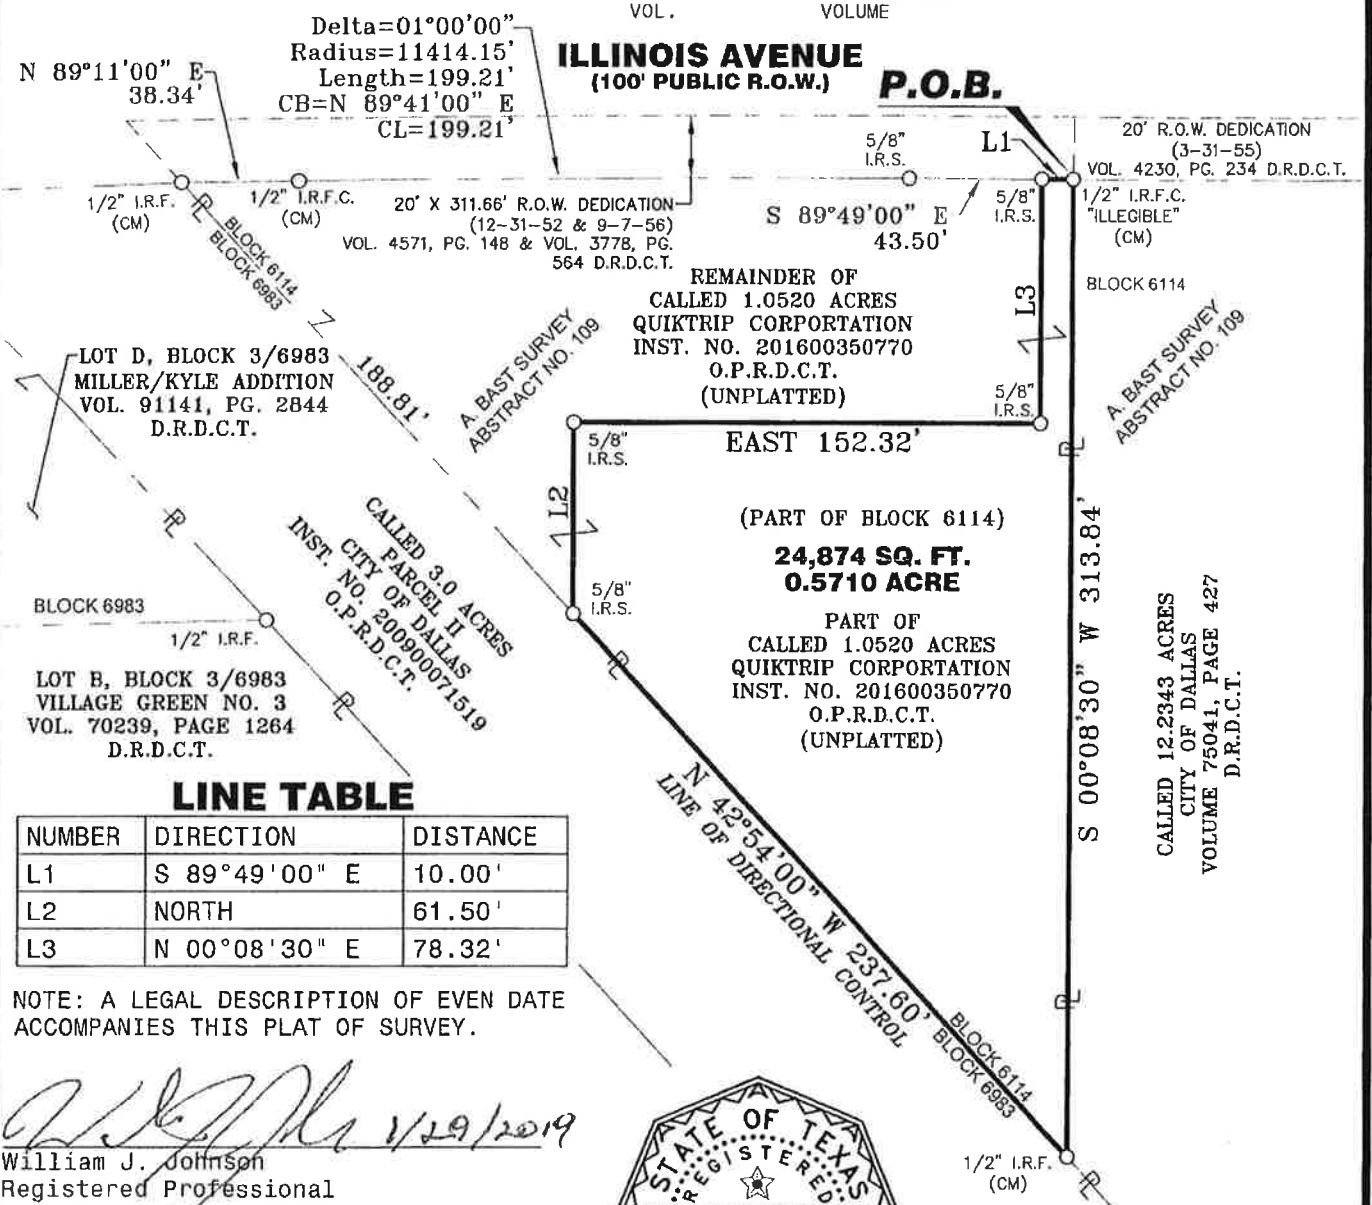 VOL. VOLUME
Delta=01°00'00"
Radius=11414.15'
Length=199.21'
CB=N 89°41'00" E
CL=199.21'
N 89°11'00" E
38.34'
ILLINOIS AVENUE
(100' PUBLIC R.O.W.)
P.O.B.
5/8"
I.R.S.
L1
20' R.O.W. DEDICATION
(3-31-55)
VOL. 4230, PG. 234 D.R.D.C.T.
1/2" I.R.F.
(CM)
1/2" I.R.F.C.
(CM)
20' X 311.66' R.O.W. DEDICATION
(12-31-52 & 9-7-56)
VOL. 4571, PG. 148 & VOL. 3778, PG.
564 D.R.D.C.T.
S 89°49'00" E
43.50'
5/8"
I.R.S.
1/2" I.R.F.C.
"ILLEGIBLE"
(CM)
BLOCK 6114
BLOCK 6983
BLOCK 6114
REMAINDER OF
CALLED 1.0520 ACRES
QUIKTRIP CORPORTATION
INST. NO. 201600350770
O.P.R.D.C.T.
(UNPLATTED)
L3
A. BAST SURVEY
ABSTRACT NO. 109
A. BAST SURVEY
ABSTRACT NO. 109
LOT D, BLOCK 3/6983
MILLER/KYLE ADDITION
VOL. 91141, PG. 2844
D.R.D.C.T.
188.81'
5/8"
I.R.S.
5/8"
I.R.S.
EAST 152.32'
L2
CALLED 3.0 ACRES
PARCEL II
CITY OF DALLAS
INST. NO. 20090071519
O.P.R.D.C.T.
(PART OF BLOCK 6114)
24,874 SQ. FT.
0.5710 ACRE
PART OF
CALLED 1.0520 ACRES
QUIKTRIP CORPORTATION
INST. NO. 201600350770
O.P.R.D.C.T.
(UNPLATTED)
S 00°08'30" W 313.84'
CALLED 12.2343 ACRES
CITY OF DALLAS
VOLUME 75041, PAGE 427
D.R.D.C.T.
5/8"
I.R.S.
BLOCK 6983
1/2" I.R.F.
LOT B, BLOCK 3/6983
VILLAGE GREEN NO. 3
VOL. 70239, PAGE 1264
D.R.D.C.T.
N 42°54'00" W 237.60'
LINE OF DIRECTIONAL CONTROL
BLOCK 6114
BLOCK 6983
LINE TABLE
NUMBER DIRECTION DISTANCE
L1 S 89°49'00" E 10.00'
L2 NORTH 61.50'
L3 N 00°08'30" E 78.32'
NOTE: A LEGAL DESCRIPTION OF EVEN DATE
ACCOMPANIES THIS PLAT OF SURVEY.
1/29/2019
William J. Johnson
Registered Professional
STATE OF TEXAS
REGISTERED
1/2" I.R.F.
(CM)